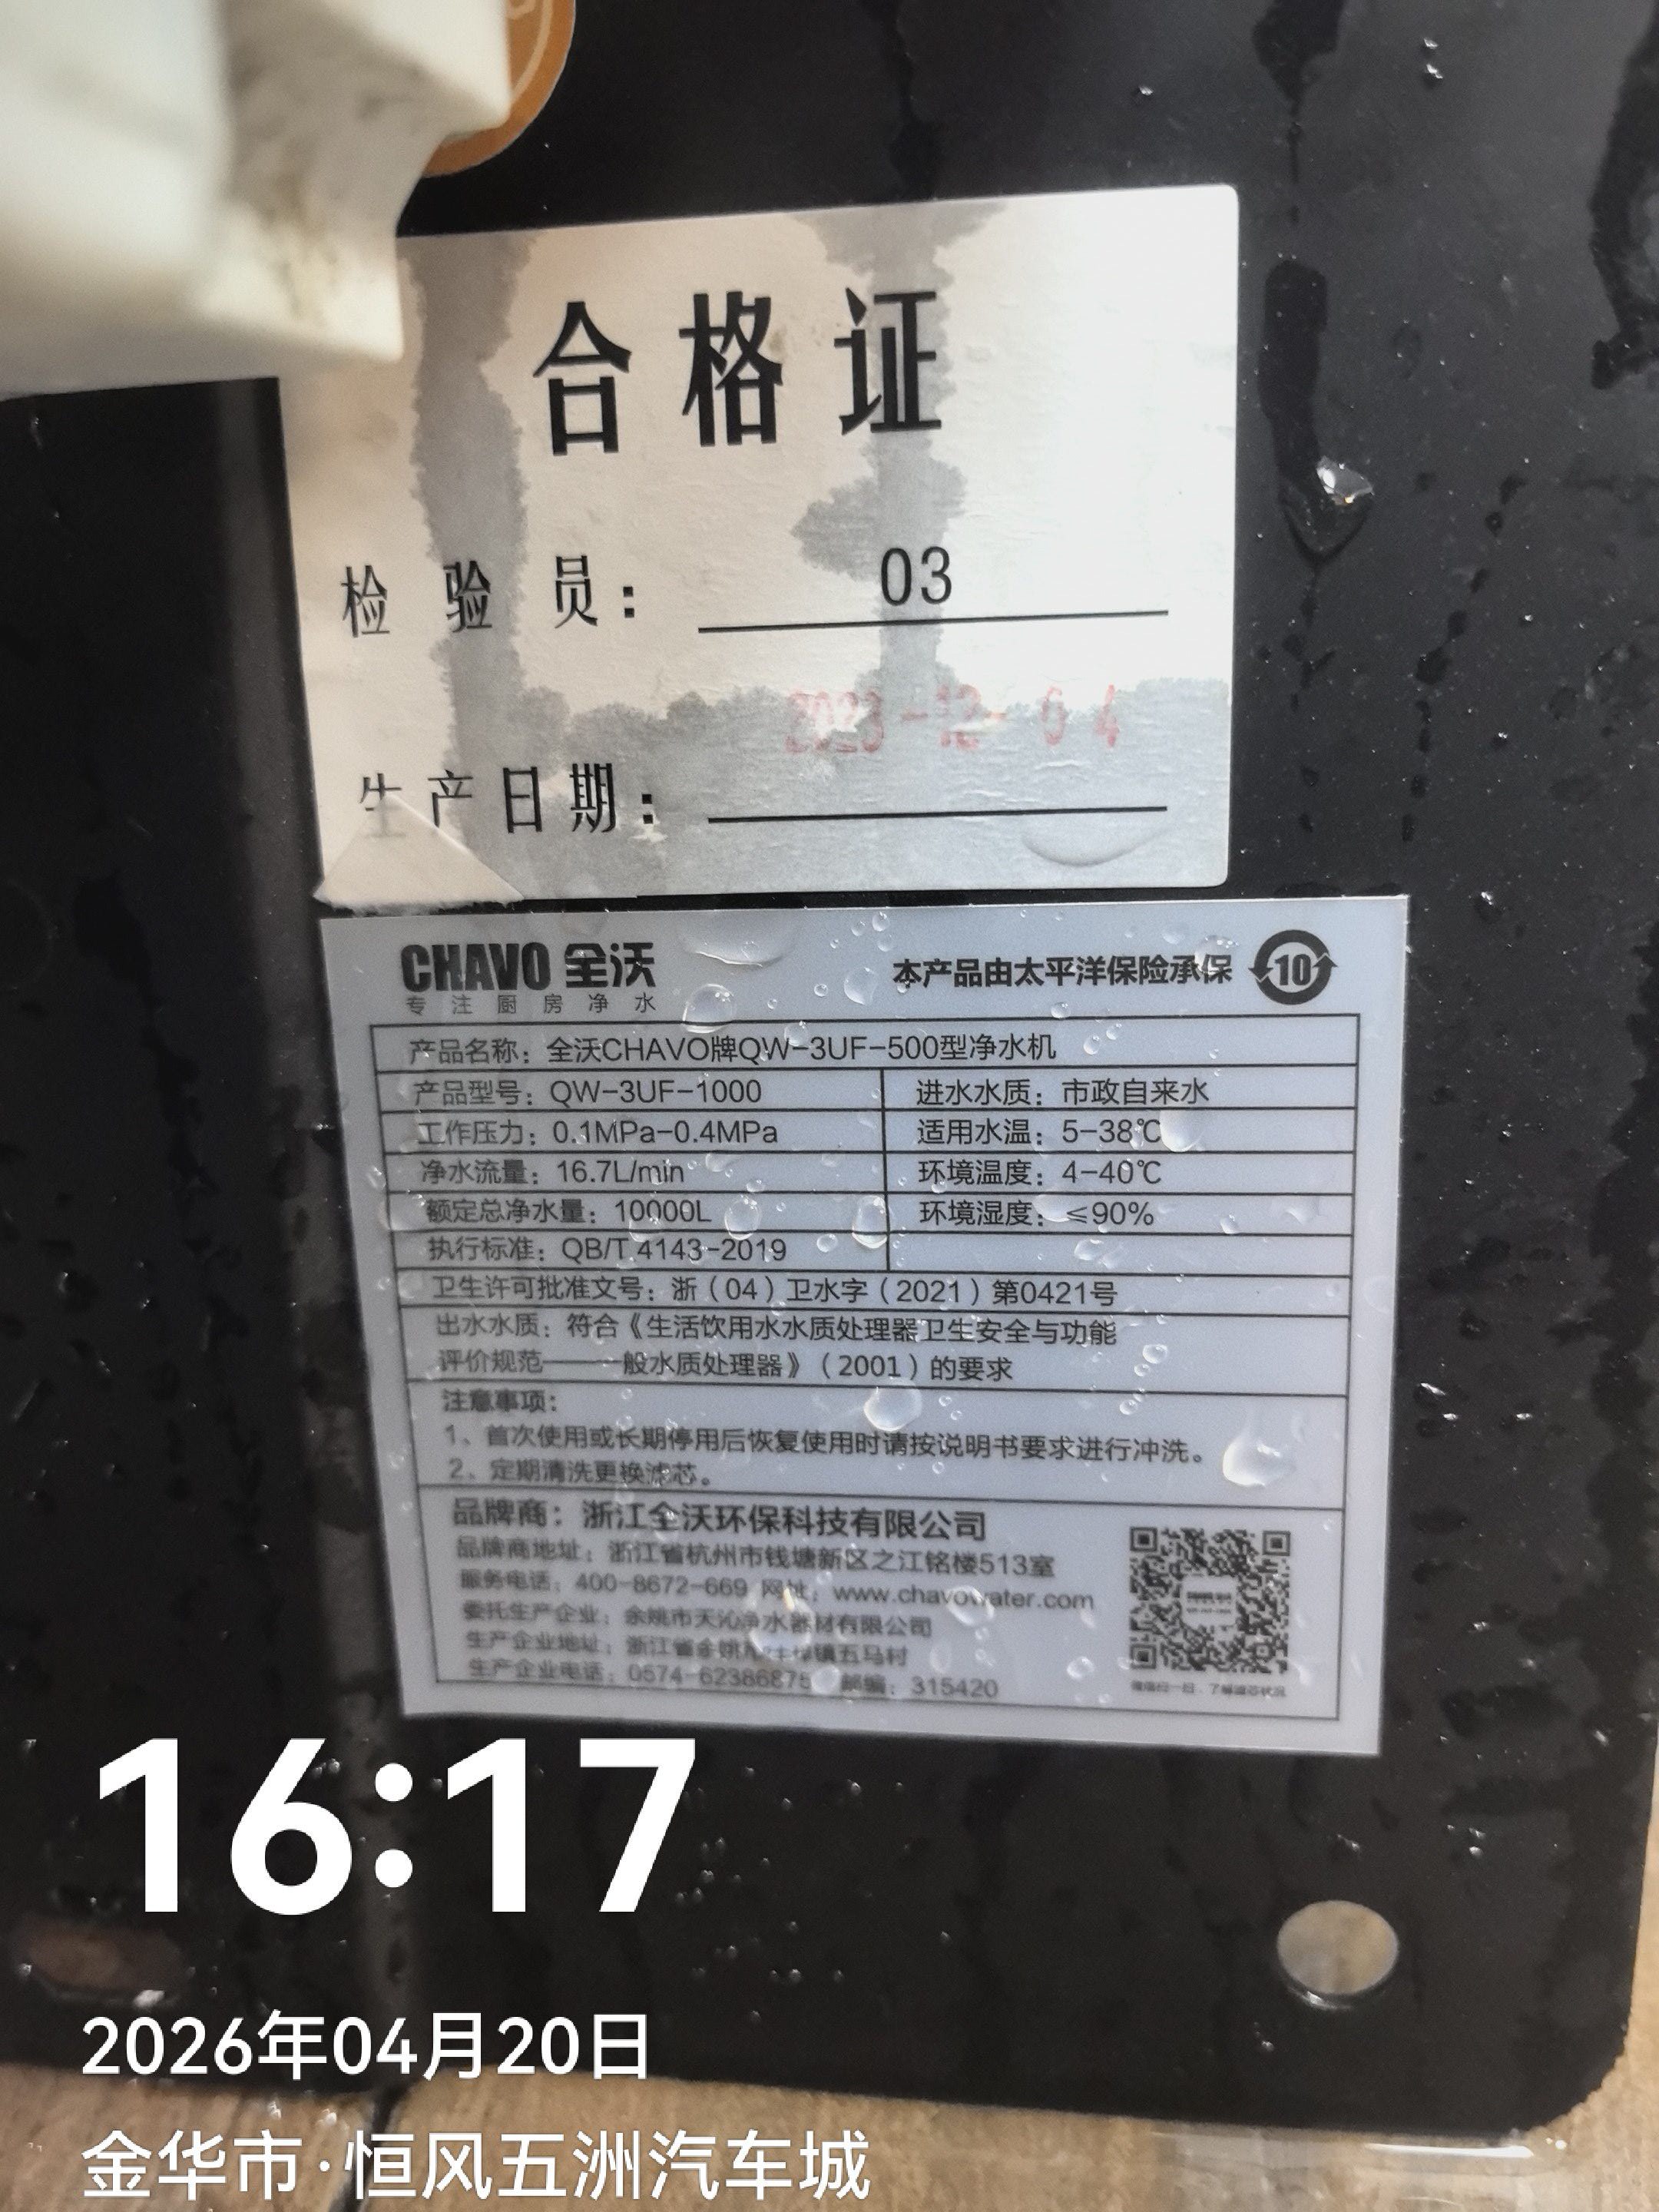 合格证
检验员：03
2023-12-04
生产日期：
CHAVO 全沃
专注厨房净水
本产品由太平洋保险承保 10
产品名称：全沃CHAVO牌QW-3UF-500型净水机
产品型号：QW-3UF-1000 进水水质：市政自来水
工作压力：0.1MPa-0.4MPa 适用水温：5-38℃
净水流量：16.7L/min 环境温度：4-40℃
额定总净水量：10000L 环境湿度：≤90%
执行标准：QB/T 4143-2019
卫生许可批准文号：浙（04）卫水字（2021）第0421号
出水水质：符合《生活饮用水水质处理器卫生安全与功能
评价规范——一般水质处理器》（2001）的要求
注意事项：
1、首次使用或长期停用后恢复使用时请按说明书要求进行冲洗。
2、定期清洗更换滤芯。
品牌商：浙江全沃环保科技有限公司
品牌商地址：浙江省杭州市钱塘新区之江铭楼513室
服务电话：400-8672-669 网址：www.chavowater.com
委托生产企业：余姚市天沁净水器材有限公司
生产企业地址：浙江省余姚市 镇五马村
生产企业电话：0574-62386875 邮编：315420
微信扫一扫，了解滤芯状况
16:17
2026年04月20日
金华市·恒风五洲汽车城